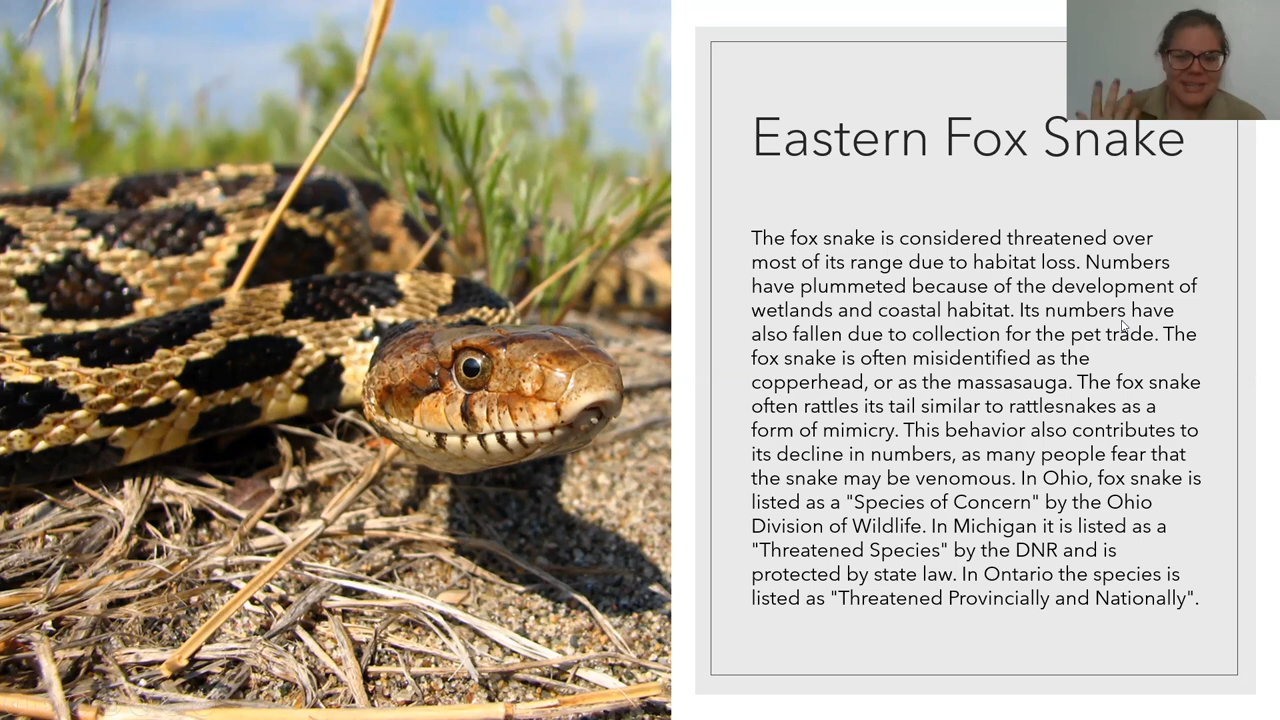 Eastern Fox Snake
The fox snake is considered threatened over
most of its range due to habitat loss. Numbers
have plummeted because of the development of
wetlands and coastal habitat. Its numbers have
also fallen due to collection for the pet trade. The
fox snake is often misidentified as the
copperhead, or as the massasauga. The fox snake
often rattles its tail similar to rattlesnakes as a
form of mimicry. This behavior also contributes to
its decline in numbers, as many people fear that
the snake may be venomous. In Ohio, fox snake is
listed as a "Species of Concern" by the Ohio
Division of Wildlife. In Michigan it is listed as a
"Threatened Species" by the DNR and is
protected by state law. In Ontario the species is
listed as "Threatened Provincially and Nationally".